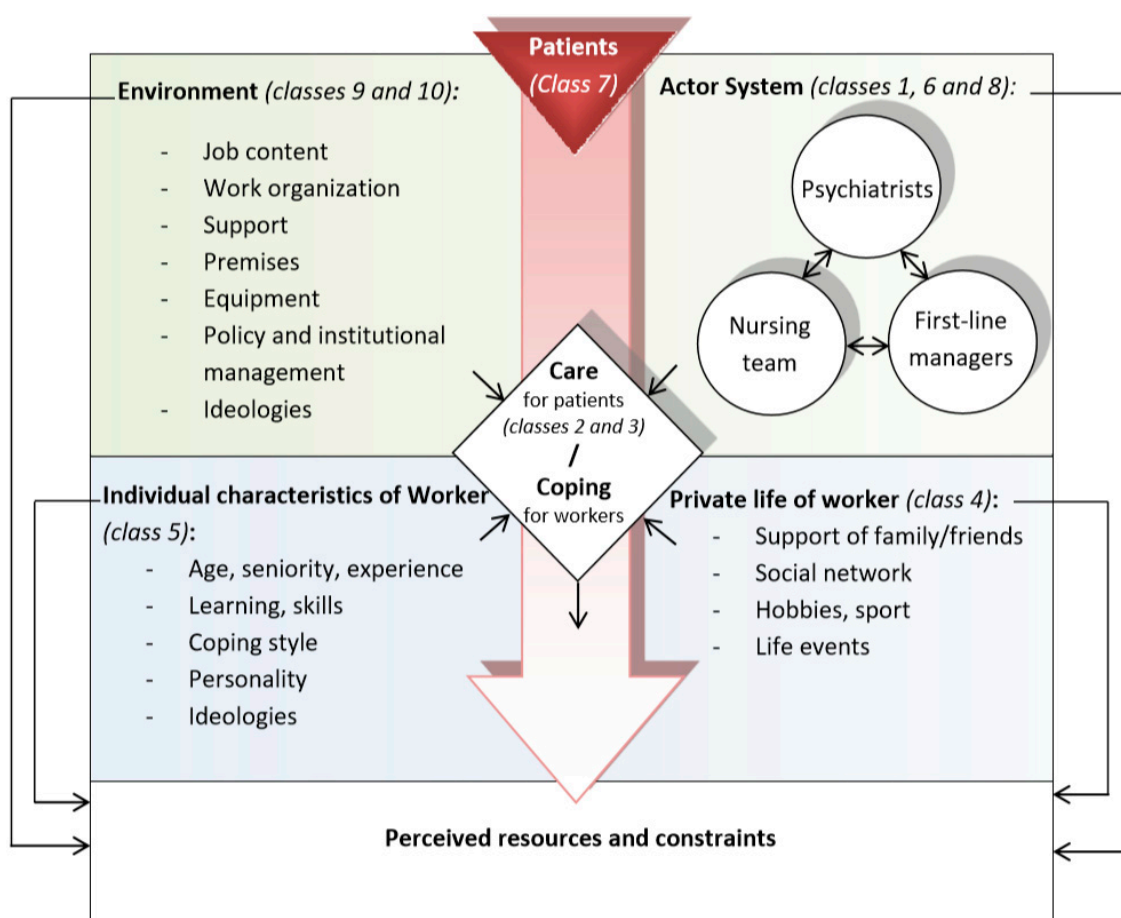 Patients
(Class 7)
Environment (classes 9 and 10):
- Job content
- Work organization
- Support
- Premises
- Equipment
- Policy and institutional
management
- Ideologies
Actor System (classes 1, 6 and 8):
Psychiatrists
Nursing
team
First-line
managers
Care
for patients
(classes 2 and 3)
/
Coping
for workers
Individual characteristics of Worker
(class 5):
- Age, seniority, experience
- Learning, skills
- Coping style
- Personality
- Ideologies
Private life of worker (class 4):
- Support of family/friends
- Social network
- Hobbies, sport
- Life events
Perceived resources and constraints